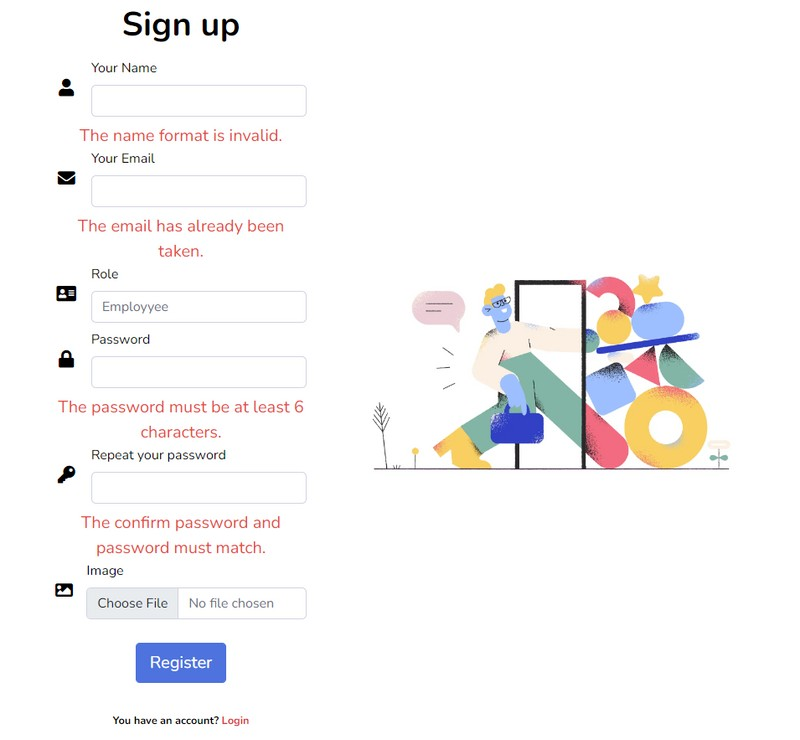 Sign up
Your Name
The name format is invalid.
Your Email
The email has already been
taken.
Role
Employyee
Password
The password must be at least 6
characters.
Repeat your password
The confirm password and
password must match.
Image
Choose File No file chosen
Register
You have an account? Login